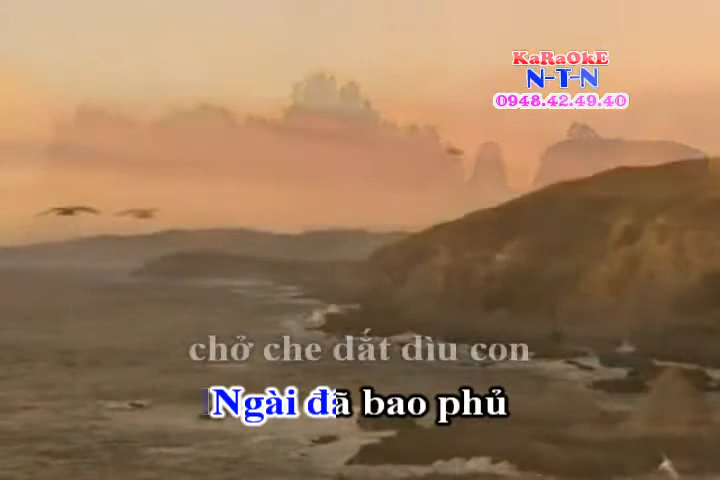 KaRaOkE
N-T-N
0948.42.49.40
chở che dắt dìu con
Ngài đã bao phủ